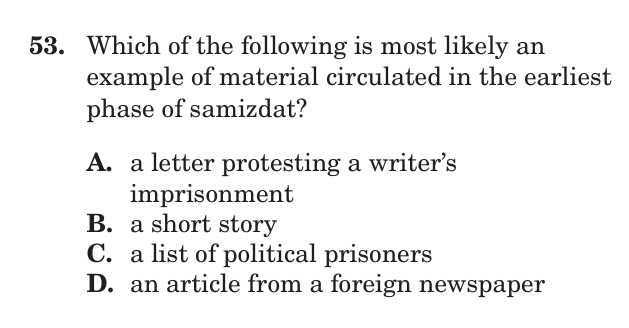 53. Which of the following is most likely an
example of material circulated in the earliest
phase of samizdat?
A. a letter protesting a writer’s
imprisonment
B. a short story
C. a list of political prisoners
D. an article from a foreign newspaper